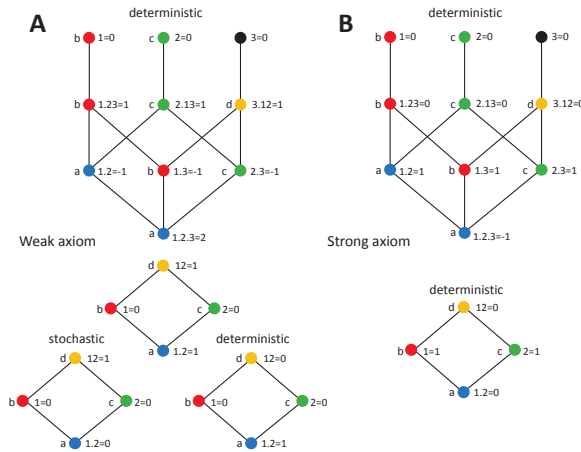 A
deterministic
b 1=0
c 2=0
3=0
b 1.23=1
c 2.13=1
d 3.12=1
a 1.2=-1
b 1.3=-1
c 2.3=-1
a 1.2.3=2
Weak axiom
d 12=1
b 1=0
c 2=0
a 1.2=1
stochastic
d 12=1
b 1=0
c 2=0
a 1.2=0
deterministic
d 12=0
b 1=0
c 2=0
a 1.2=1
B
deterministic
b 1=0
c 2=0
3=0
b 1.23=0
c 2.13=0
d 3.12=0
a 1.2=1
b 1.3=1
c 2.3=1
a 1.2.3=-1
Strong axiom
deterministic
d 12=0
b 1=1
c 2=1
a 1.2=0